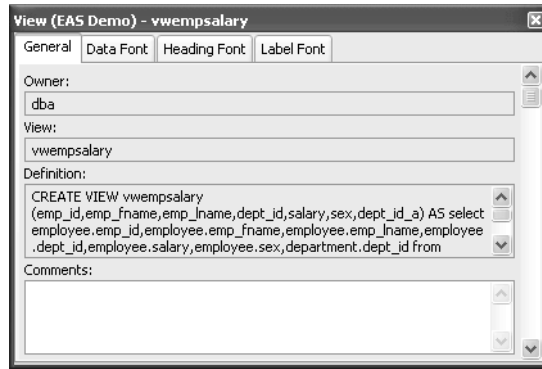 View (EAS Demo) - vwempsalary
General Data Font Heading Font Label Font
Owner:
dba
View:
vwempsalary
Definition:
CREATE VIEW vwempsalary
(emp_id,emp_fname,emp_lname,dept_id,salary,sex,dept_id_a) AS select
employee.emp_id,employee.emp_fname,employee.emp_lname,employee
.dept_id,employee.salary,employee.sex,department.dept_id from
Comments: